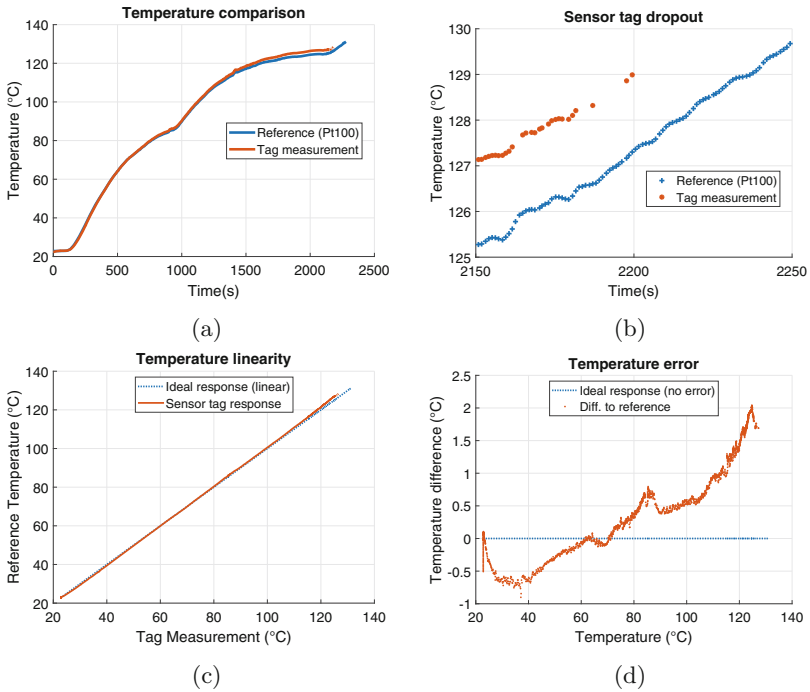 Temperature comparison
140
120
100
80
60
40
20
Temperature (°C)
0
500
1000
1500
2000
2500
Time(s)
Reference (Pt100)
Tag measurement
(a)
Sensor tag dropout
130
129
128
127
126
125
Temperature (°C)
2150
2200
2250
Time(s)
Reference (Pt100)
Tag measurement
(b)
Temperature linearity
140
120
100
80
60
40
20
Reference Temperature (°C)
20
40
60
80
100
120
140
Tag Measurement (°C)
Ideal response (linear)
Sensor tag response
(c)
Temperature error
2.5
2
1.5
1
0.5
0
-0.5
-1
Temperature difference (°C)
20
40
60
80
100
120
140
Temperature (°C)
Ideal response (no error)
Diff. to reference
(d)